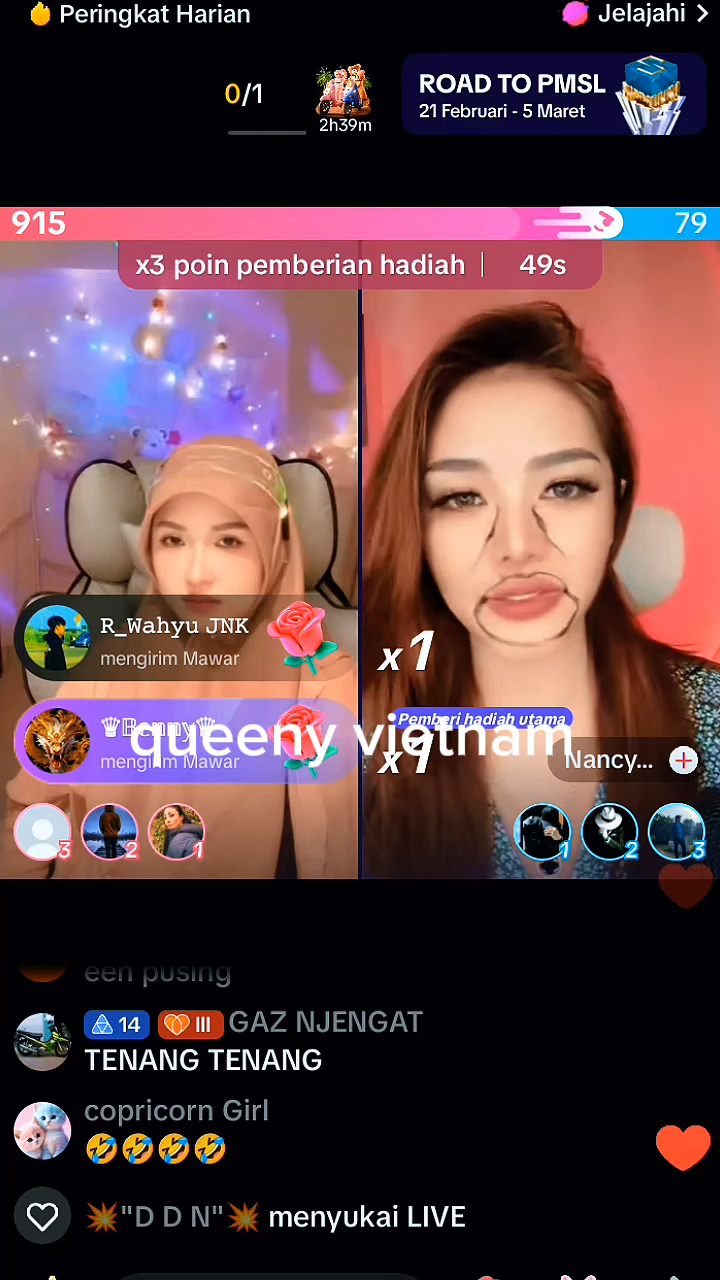 Peringkat Harian
Jelajahi
0/1
2h39m
ROAD TO PMSL
21 Februari - 5 Maret
915
79
x3 poin pemberian hadiah | 49s
R_Wahyu JNK
mengirim Mawar
x1
Pemberi hadiah utama
♛Benny♛
mengirim Mawar
x1
queeny vietnam
Nancy...
3
2
1
1
2
3
een pusing
14
III
GAZ NJENGAT
TENANG TENANG
copricorn Girl
🤣🤣🤣🤣
💥"D D N"💥 menyukai LIVE